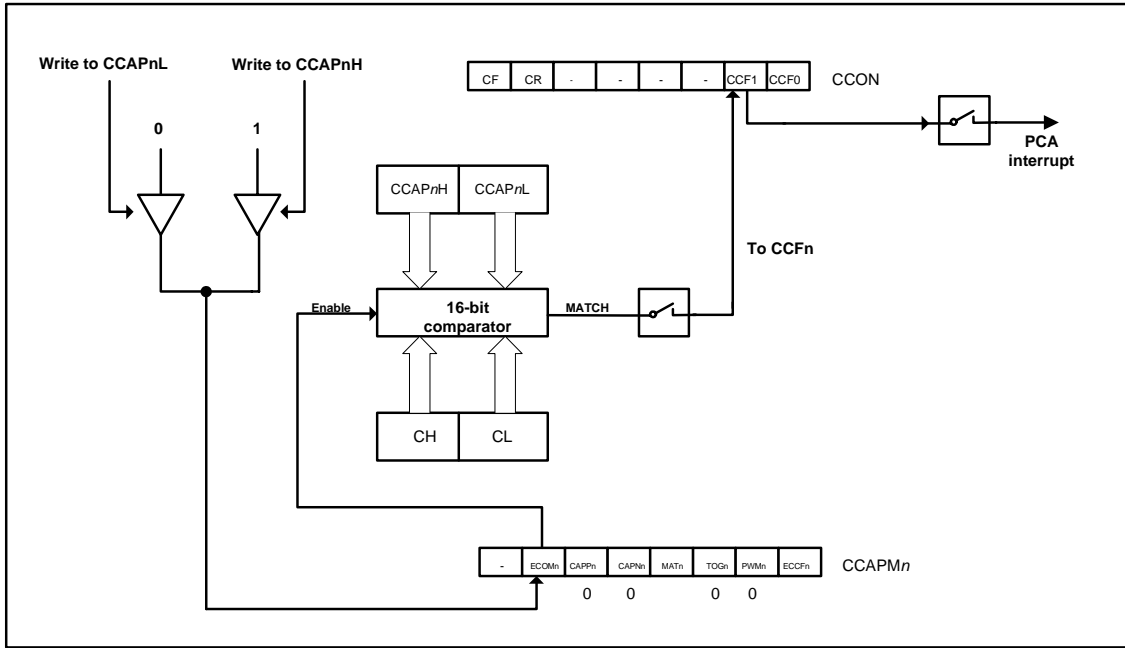 Write to CCAPnL
Write to CCAPnH
CF CR - - - - CCF1 CCF0 CCON
0 1
PCA
interrupt
CCAPnH CCAPnL
To CCFn
Enable
16-bit
comparator
MATCH
CH CL
- ECOMn CAPPn CAPNn MATn TOGn PWMn ECCFn CCAPMn
0 0 0 0